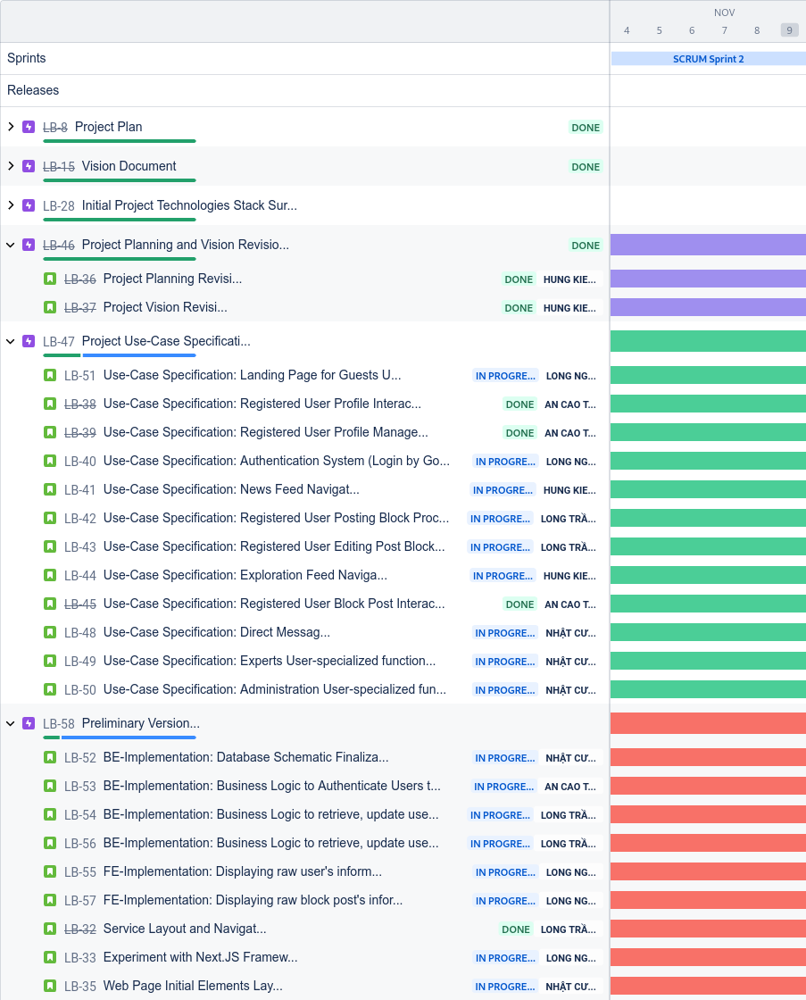 NOV
4 5 6 7 8 9
Sprints SCRUM Sprint 2
Releases
LB-8 Project Plan DONE
LB-15 Vision Document DONE
LB-28 Initial Project Technologies Stack Sur...
LB-46 Project Planning and Vision Revisio... DONE
LB-36 Project Planning Revisi... DONE HUNG KIE...
LB-37 Project Vision Revisi... DONE HUNG KIE...
LB-47 Project Use-Case Specificati...
LB-51 Use-Case Specification: Landing Page for Guests U... IN PROGRE... LONG NG...
LB-38 Use-Case Specification: Registered User Profile Interac... DONE AN CAO T...
LB-39 Use-Case Specification: Registered User Profile Manage... DONE AN CAO T...
LB-40 Use-Case Specification: Authentication System (Login by Go... IN PROGRE... LONG NG...
LB-41 Use-Case Specification: News Feed Navigat... IN PROGRE... HUNG KIE...
LB-42 Use-Case Specification: Registered User Posting Block Proc... IN PROGRE... LONG TRẦ...
LB-43 Use-Case Specification: Registered User Editing Post Block... IN PROGRE... LONG TRẦ...
LB-44 Use-Case Specification: Exploration Feed Naviga... IN PROGRE... HUNG KIE...
LB-45 Use-Case Specification: Registered User Block Post Interac... DONE AN CAO T...
LB-48 Use-Case Specification: Direct Messag... IN PROGRE... NHẬT CƯ...
LB-49 Use-Case Specification: Experts User-specialized function... IN PROGRE... NHẬT CƯ...
LB-50 Use-Case Specification: Administration User-specialized fun... IN PROGRE... NHẬT CƯ...
LB-58 Preliminary Version...
LB-52 BE-Implementation: Database Schematic Finaliza... IN PROGRE... NHẬT CƯ...
LB-53 BE-Implementation: Business Logic to Authenticate Users t... IN PROGRE... AN CAO T...
LB-54 BE-Implementation: Business Logic to retrieve, update use... IN PROGRE... LONG TRẦ...
LB-56 BE-Implementation: Business Logic to retrieve, update use... IN PROGRE... LONG TRẦ...
LB-55 FE-Implementation: Displaying raw user's inform... IN PROGRE... LONG NG...
LB-57 FE-Implementation: Displaying raw block post's infor... IN PROGRE... LONG NG...
LB-32 Service Layout and Navigat... DONE LONG TRẦ...
LB-33 Experiment with Next.JS Framew... IN PROGRE... LONG NG...
LB-35 Web Page Initial Elements Lay... IN PROGRE... NHẬT CƯ...